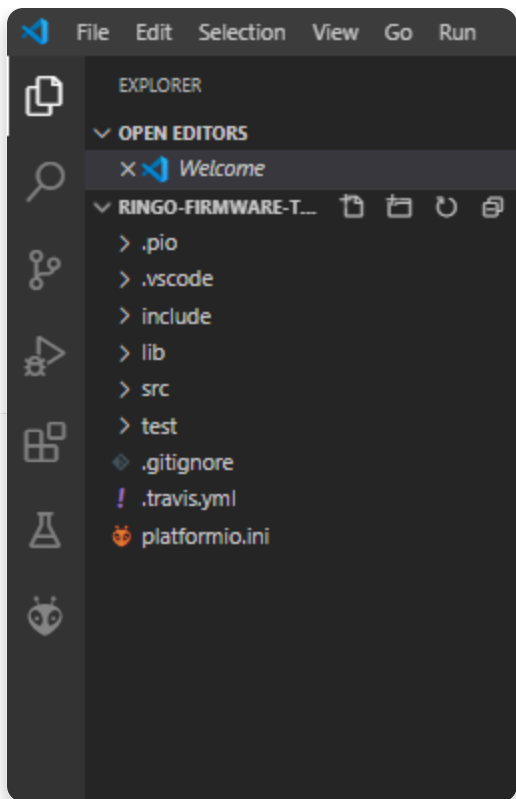 File Edit Selection View Go Run
EXPLORER
OPEN EDITORS
Welcome
RINGO-FIRMWARE-T...
.pio
.vscode
include
lib
src
test
.gitignore
.travis.yml
platformio.ini